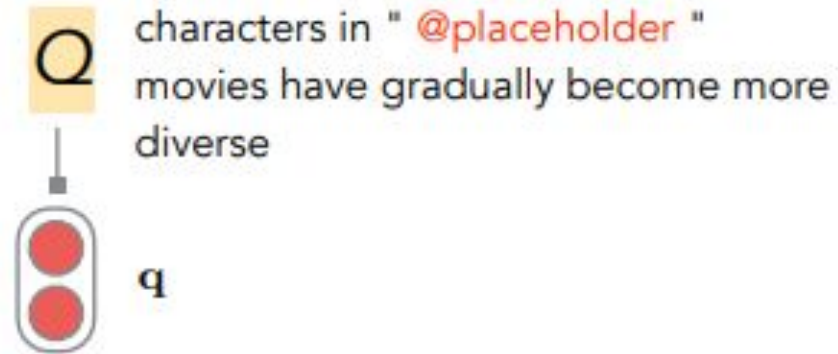 Q
characters in " @placeholder "
movies have gradually become more
diverse
q